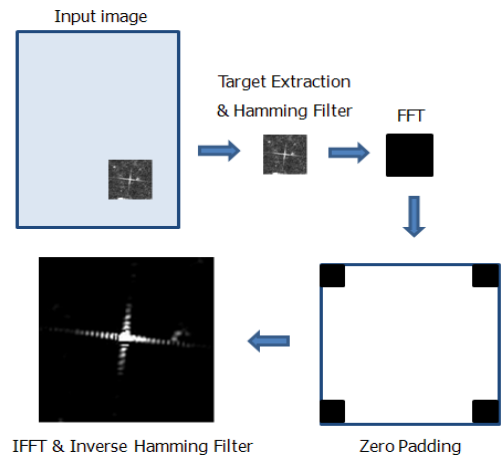 Input image
Target Extraction
& Hamming Filter
FFT
IFFT & Inverse Hamming Filter
Zero Padding